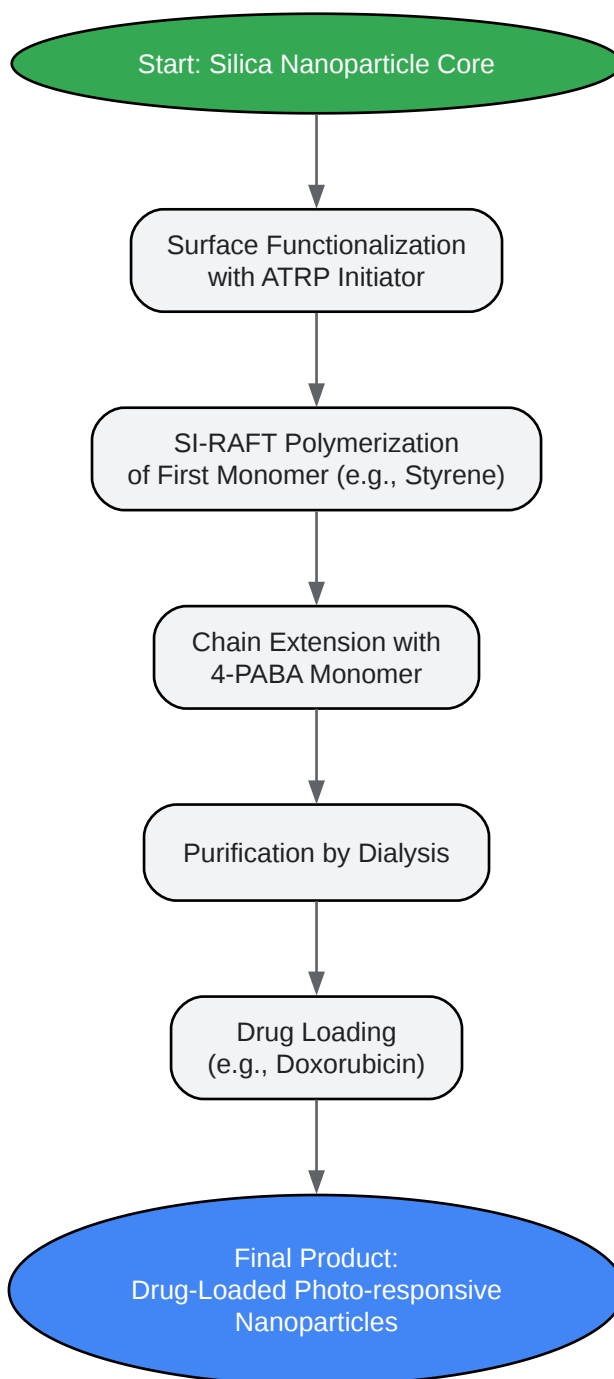 Start: Silica Nanoparticle Core
Surface Functionalization
with ATRP Initiator
SI-RAFT Polymerization
of First Monomer (e.g., Styrene)
Chain Extension with
4-PABA Monomer
Purification by Dialysis
Drug Loading
(e.g., Doxorubicin)
Final Product:
Drug-Loaded Photo-responsive
Nanoparticles